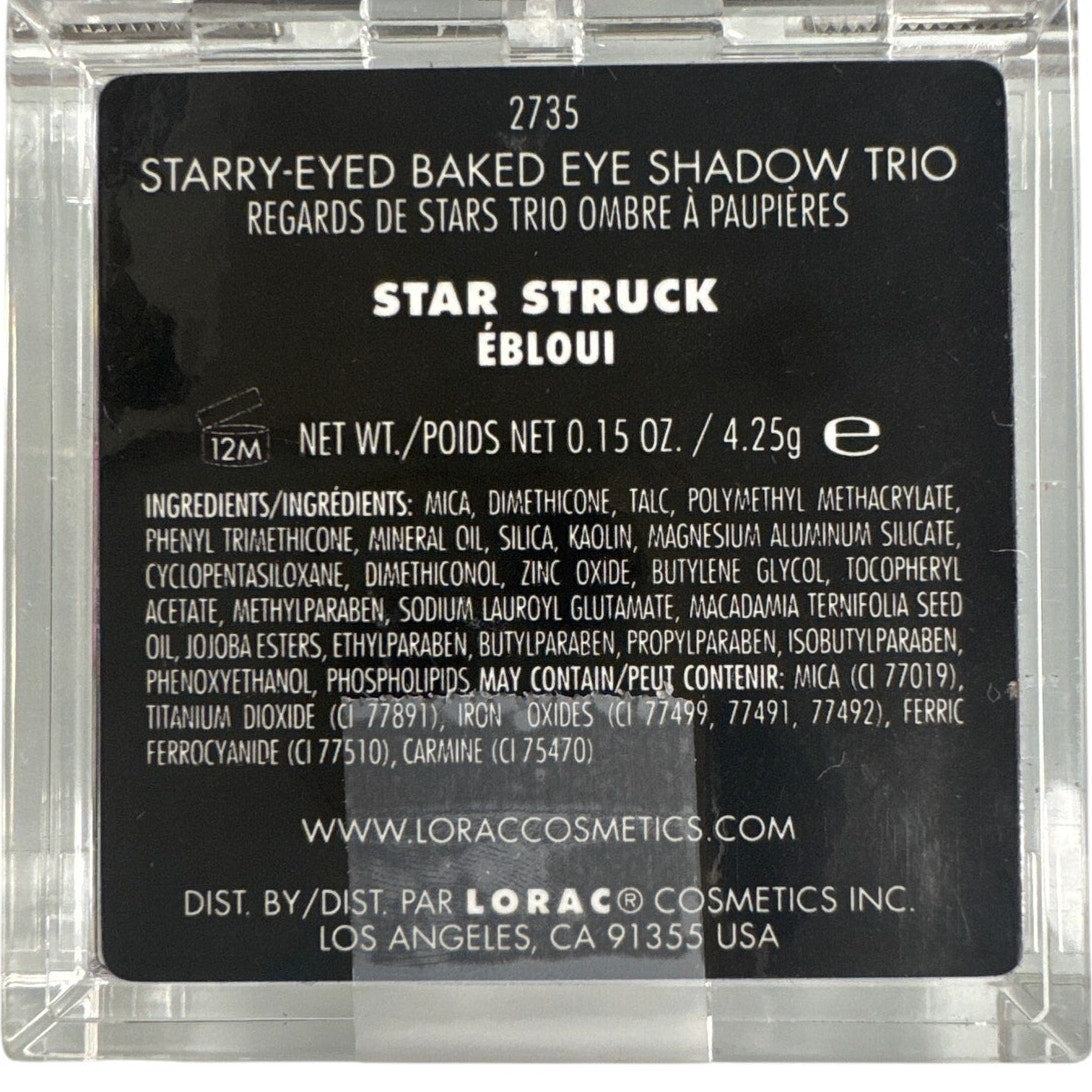 2735
STARRY-EYED BAKED EYE SHADOW TRIO
REGARDS DE STARS TRIO OMBRE À PAUPIÈRES
STAR STRUCK
ÉBLOUI
12M NET WT./POIDS NET 0.15 OZ. / 4.25g e
INGREDIENTS/INGRÉDIENTS: MICA, DIMETHICONE, TALC, POLYMETHYL METHACRYLATE,
PHENYL TRIMETHICONE, MINERAL OIL, SILICA, KAOLIN, MAGNESIUM ALUMINUM SILICATE,
CYCLOPENTASILOXANE, DIMETHICONOL, ZINC OXIDE, BUTYLENE GLYCOL, TOCOPHERYL
ACETATE, METHYLPARABEN, SODIUM LAUROYL GLUTAMATE, MACADAMIA TERNIFOLIA SEED
OIL, JOJOBA ESTERS, ETHYLPARABEN, BUTYLPARABEN, PROPYLPARABEN, ISOBUTYLPARABEN,
PHENOXYETHANOL, PHOSPHOLIPIDS, MAY CONTAIN/PEUT CONTENIR: MICA (CI 77019),
TITANIUM DIOXIDE (CI 77891), IRON OXIDES (CI 77499, 77491, 77492), FERRIC
FERROCYANIDE (CI 77510), CARMINE (CI 75470)
WWW.LORACCOSMETICS.COM
DIST. BY/DIST. PAR LORAC® COSMETICS INC.
LOS ANGELES, CA 91355 USA